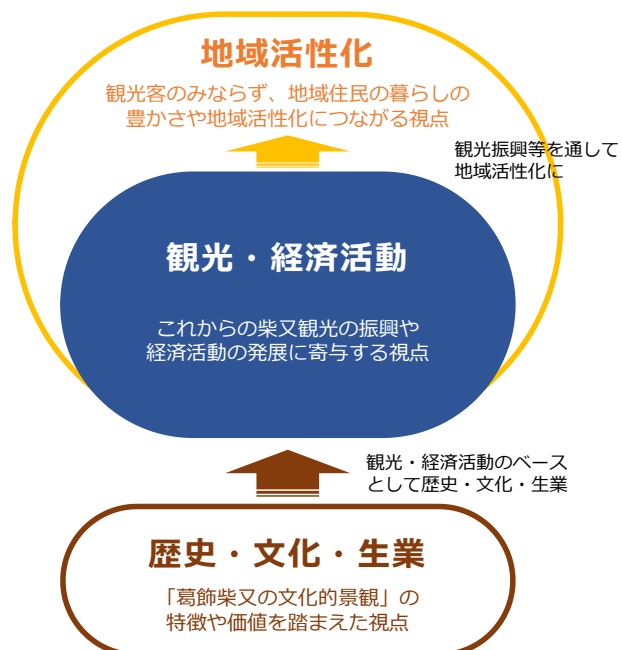 地域活性化
観光客のみならず、地域住民の暮らしの
豊かさや地域活性化につながる視点
観光振興等を通して
地域活性化に
観光・経済活動
これからの柴又観光の振興や
経済活動の発展に寄与する視点
観光・経済活動のベース
として歴史・文化・生業
歴史・文化・生業
「葛飾柴又の文化的景観」の
特徴や価値を踏まえた視点